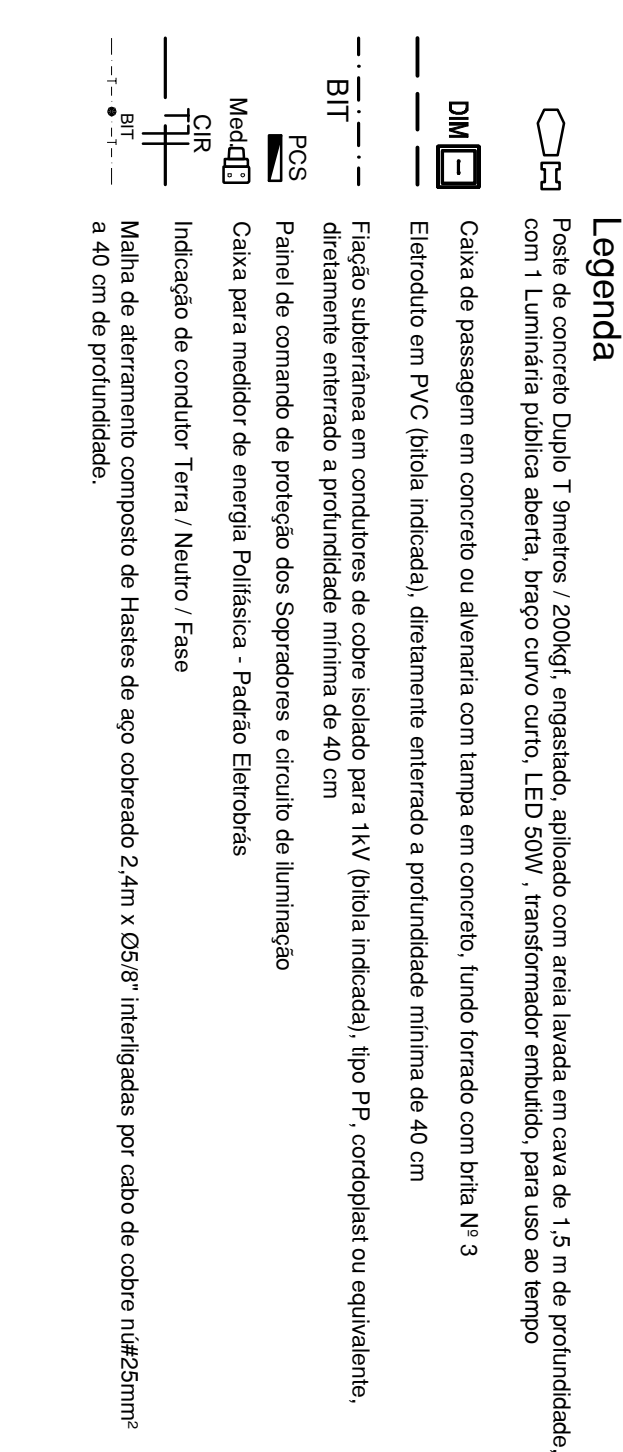 Legenda
Poste de concreto Duplo T 9metros / 200kgf, engastado, apiloado com areia lavada em cava de 1,5 m de profundidade,
com 1 Luminária pública aberta, braço curvo curto, LED 50W , transformador embutido, para uso ao tempo
DIM
Caixa de passagem em concreto ou alvenaria com tampa em concreto, fundo forrado com brita Nº 3
Eletroduto em PVC (bitola indicada), diretamente enterrado a profundidade mínima de 40 cm
BIT
Fiação subterrânea em condutores de cobre isolado para 1kV (bitola indicada), tipo PP, cordoplast ou equivalente,
diretamente enterrado a profundidade mínima de 40 cm
PCS
Painel de comando de proteção dos Sopradores e circuito de iluminação
Med.
Caixa para medidor de energia Polifásica - Padrão Eletrobrás
CIR
Indicação de condutor Terra / Neutro / Fase
BIT
T T
Malha de aterramento composto de Hastes de aço cobreado 2,4m x Ø5/8" interligadas por cabo de cobre nú#25mm²
a 40 cm de profundidade.